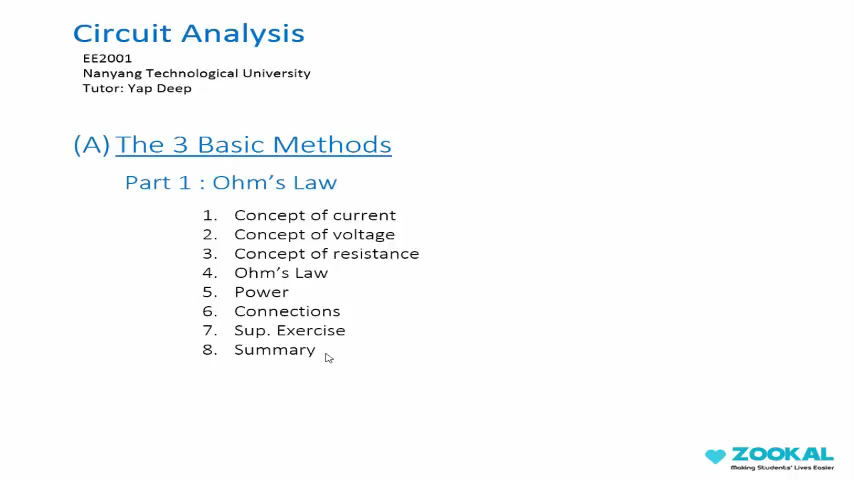 Circuit Analysis
EE2001
Nanyang Technological University
Tutor: Yap Deep
(A) The 3 Basic Methods
Part 1 : Ohm's Law
1. Concept of current
2. Concept of voltage
3. Concept of resistance
4. Ohm's Law
5. Power
6. Connections
7. Sup. Exercise
8. Summary
ZOOKAL
Making Students' Lives Easier